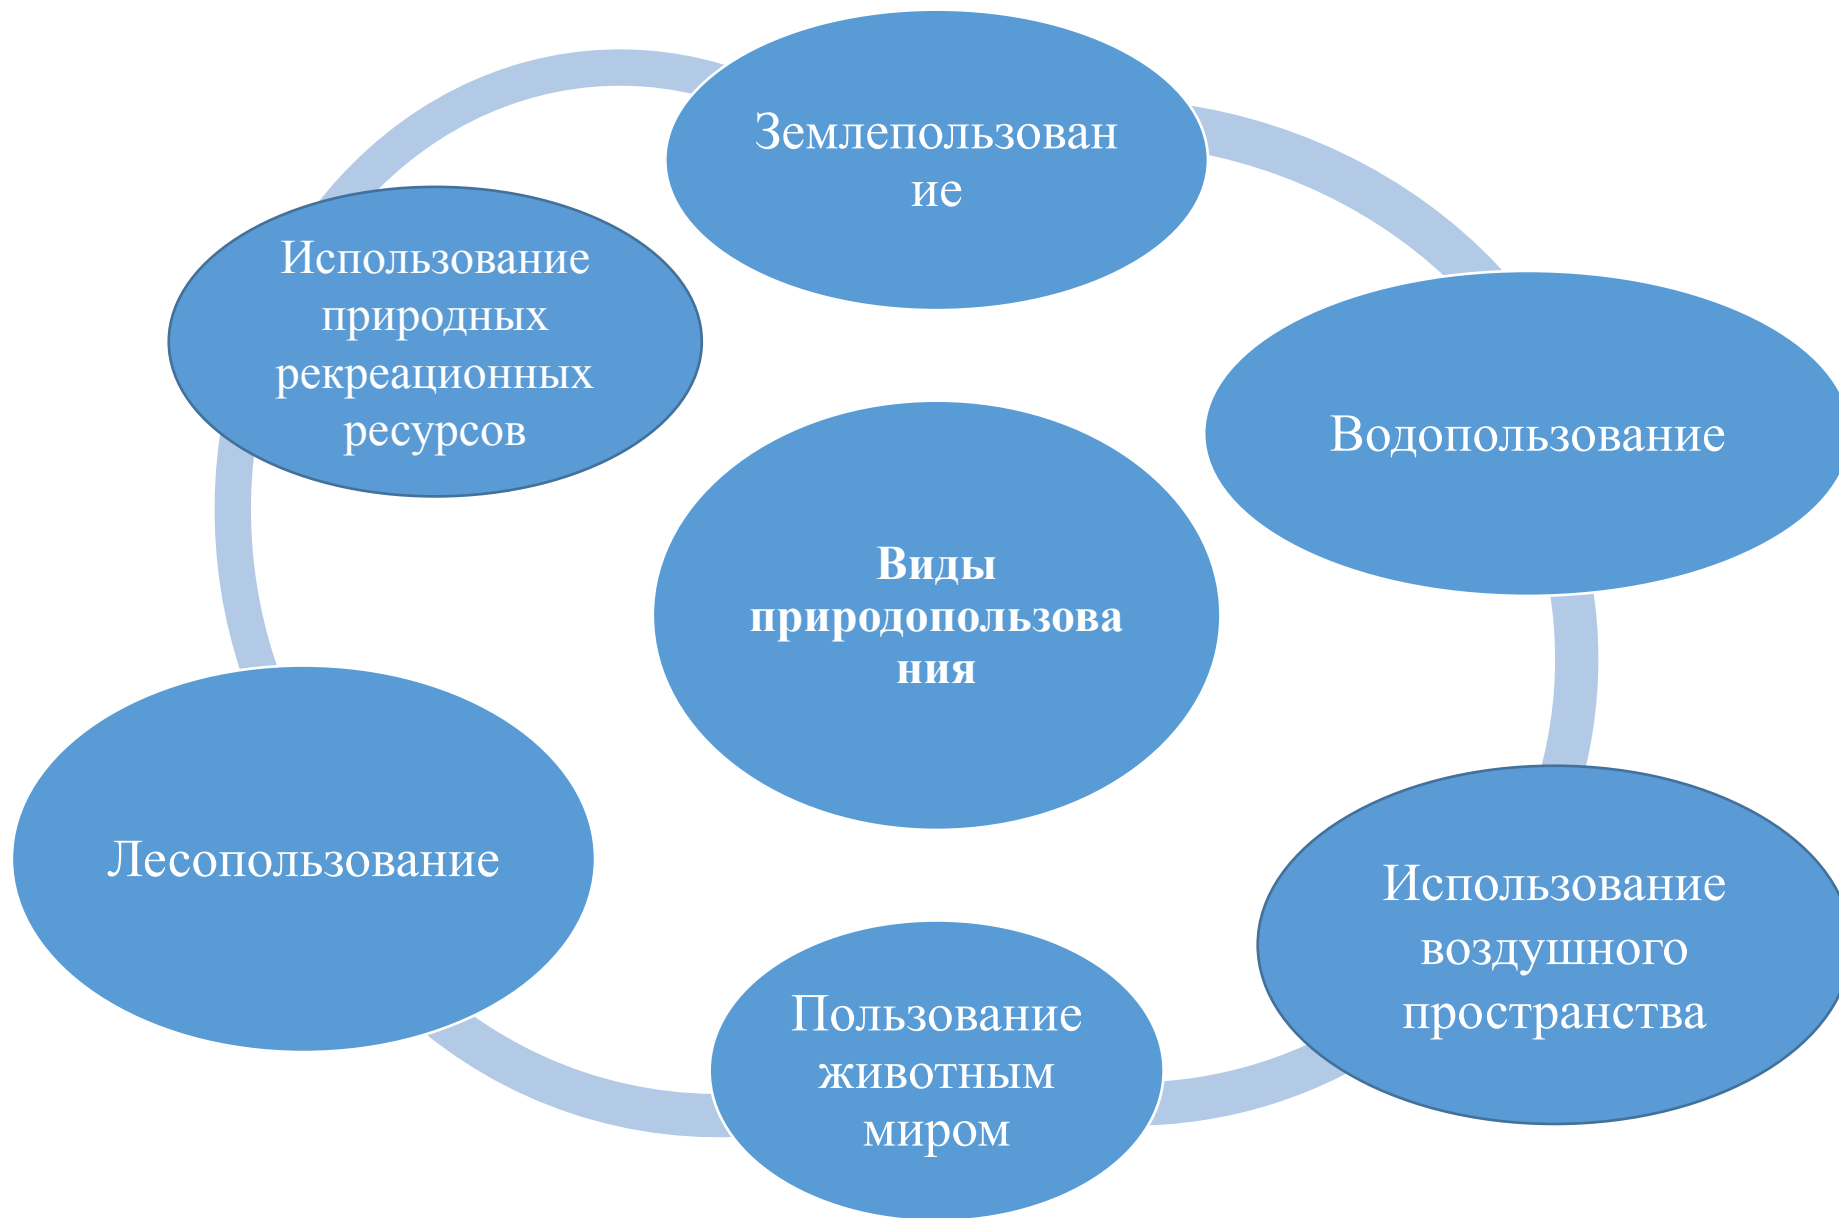 Землепользован
ие
Использование
природных
рекреационных
ресурсов
Водопользование
Виды
природопользова
ния
Лесопользование
Использование
воздушного
пространства
Пользование
животным
миром